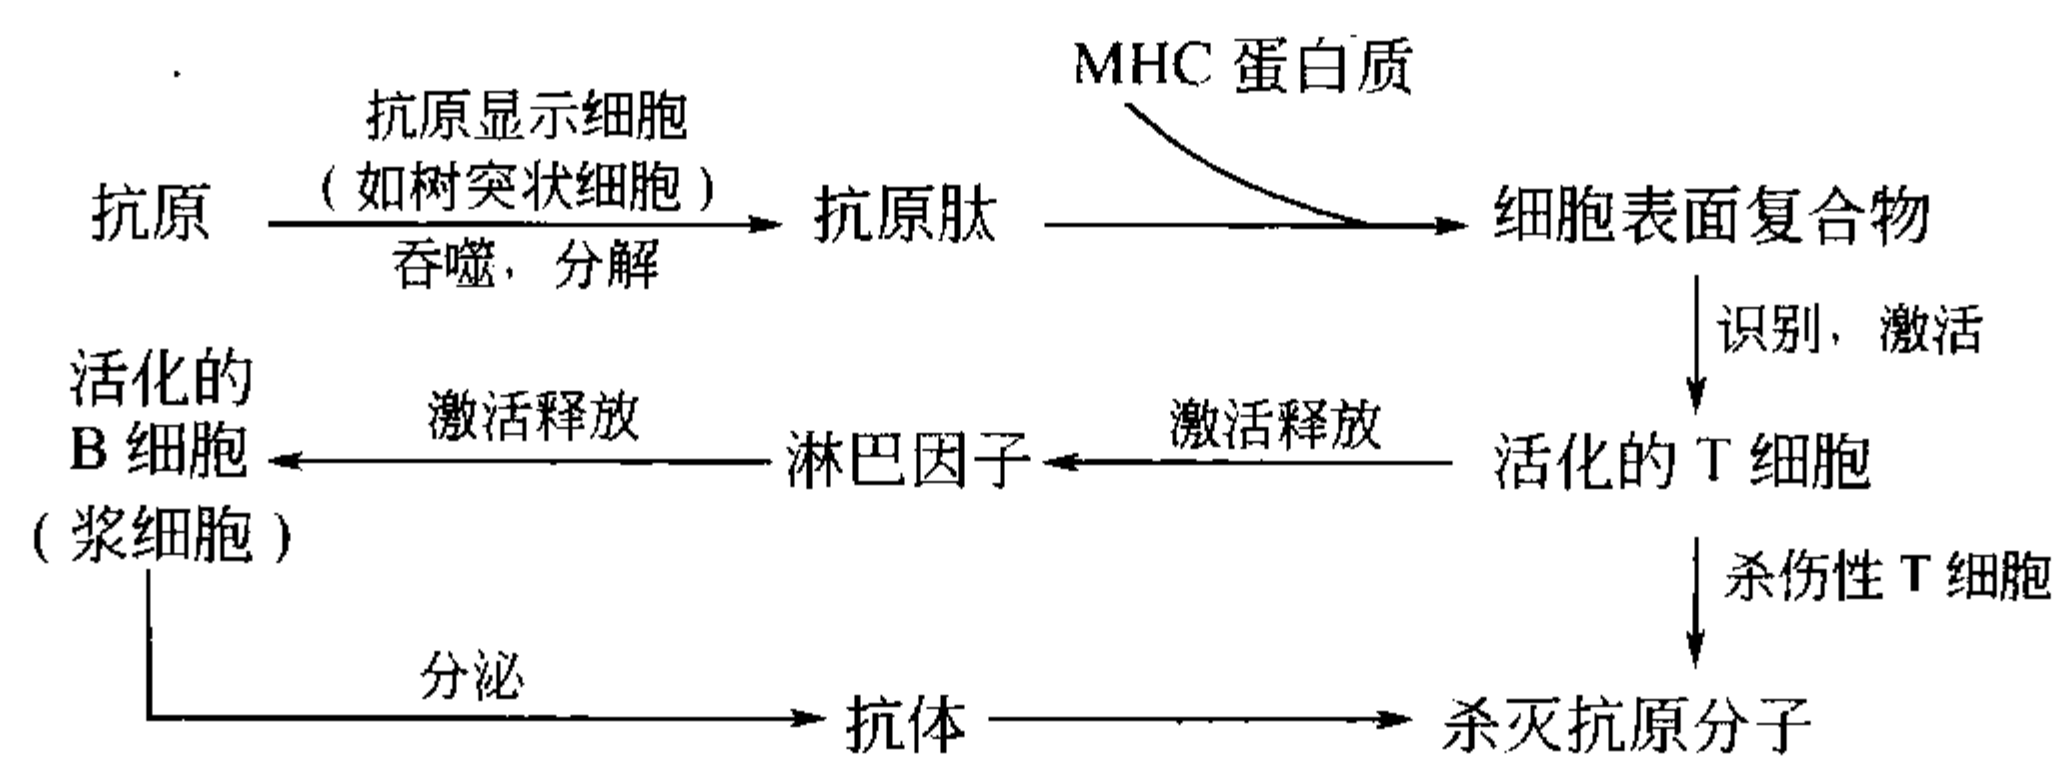 MHC 蛋白质
抗原显示细胞
（如树突状细胞）
抗原
抗原肽
细胞表面复合物
吞噬，分解
识别，激活
活化的
B 细胞
（浆细胞）
激活释放
淋巴因子
激活释放
活化的 T 细胞
杀伤性 T 细胞
分泌
抗体
杀灭抗原分子